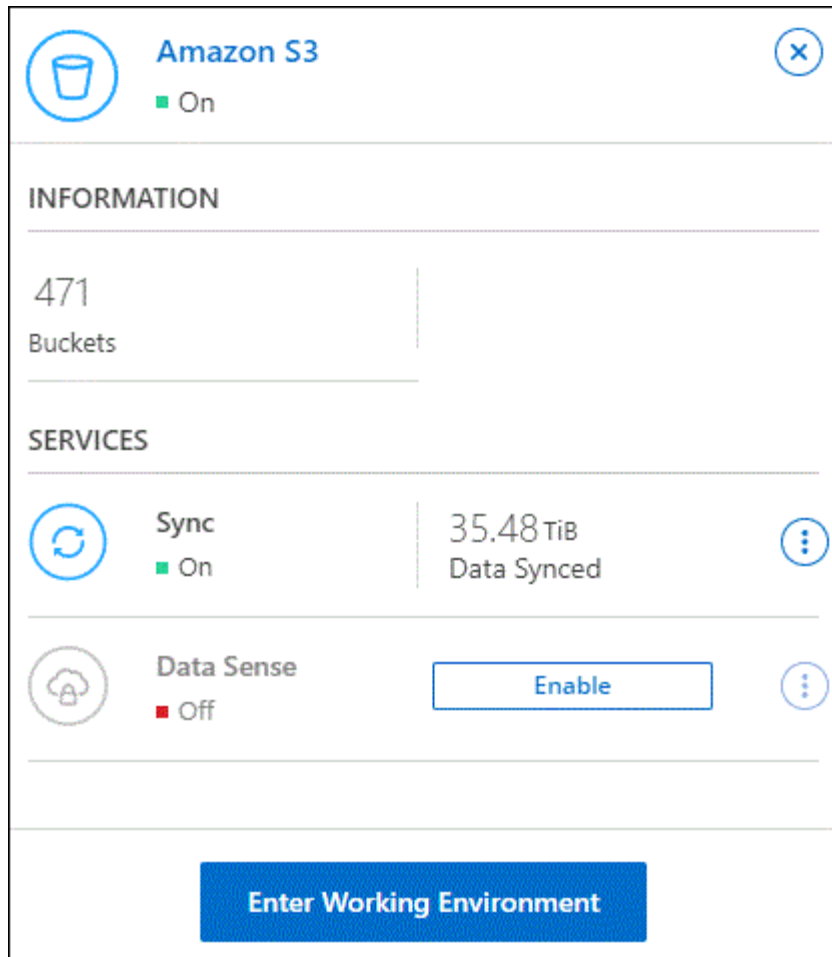 Amazon S3
On
INFORMATION
471
Buckets
SERVICES
Sync
On
35.48 TiB
Data Synced
Data Sense
Off
Enable
Enter Working Environment